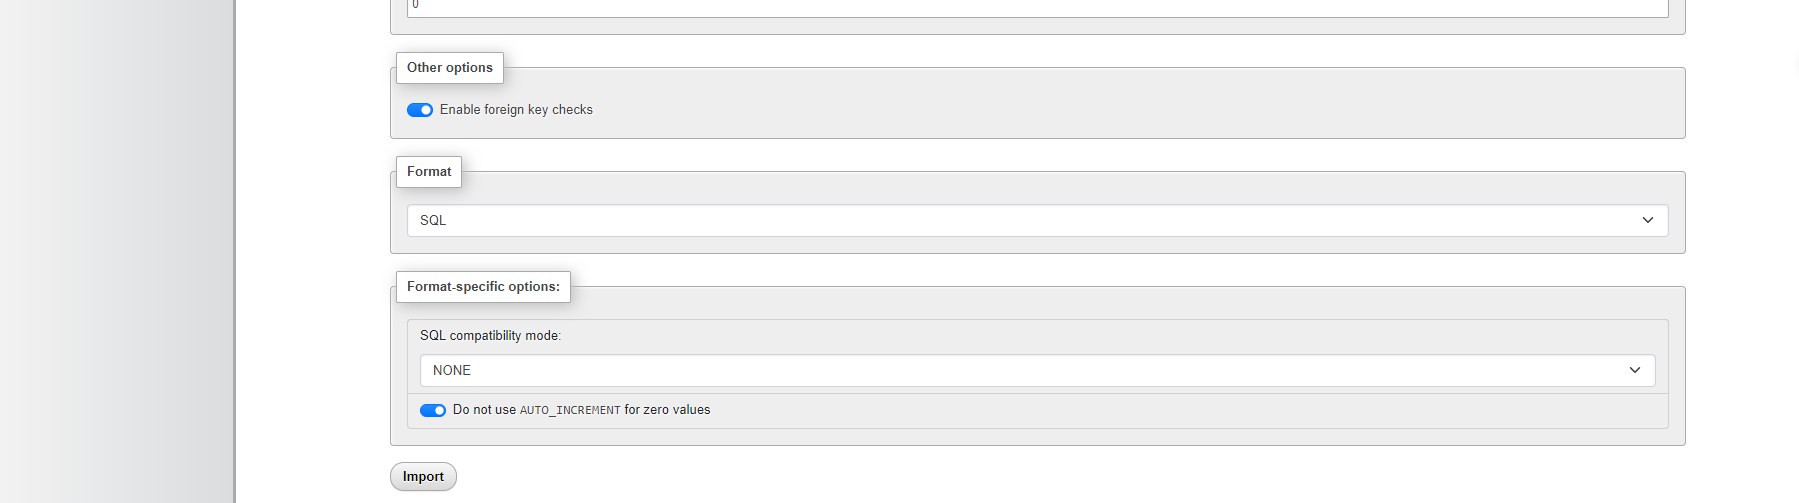 0
Other options
Enable foreign key checks
Format
SQL
Format-specific options:
SQL compatibility mode:
NONE
Do not use AUTO_INCREMENT for zero values
Import